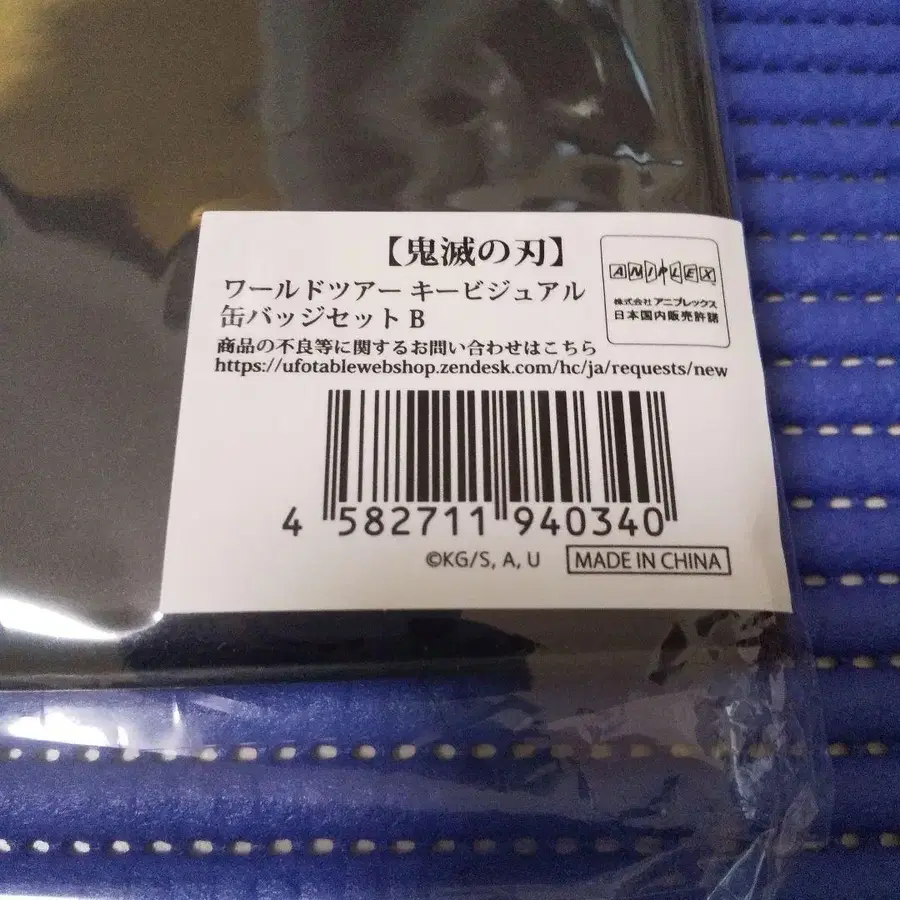 【鬼滅の刃】
ワールドツアー キービジュアル
缶バッジセット B
ANIPLEX
株式会社 アニプレックス
日本国内販売許諾
商品の不良等に関するお問い合わせはこちら
https://ufotablewebshop.zendesk.com/hc/ja/requests/new
4 582711 940340
©KG/S, A, U
MADE IN CHINA